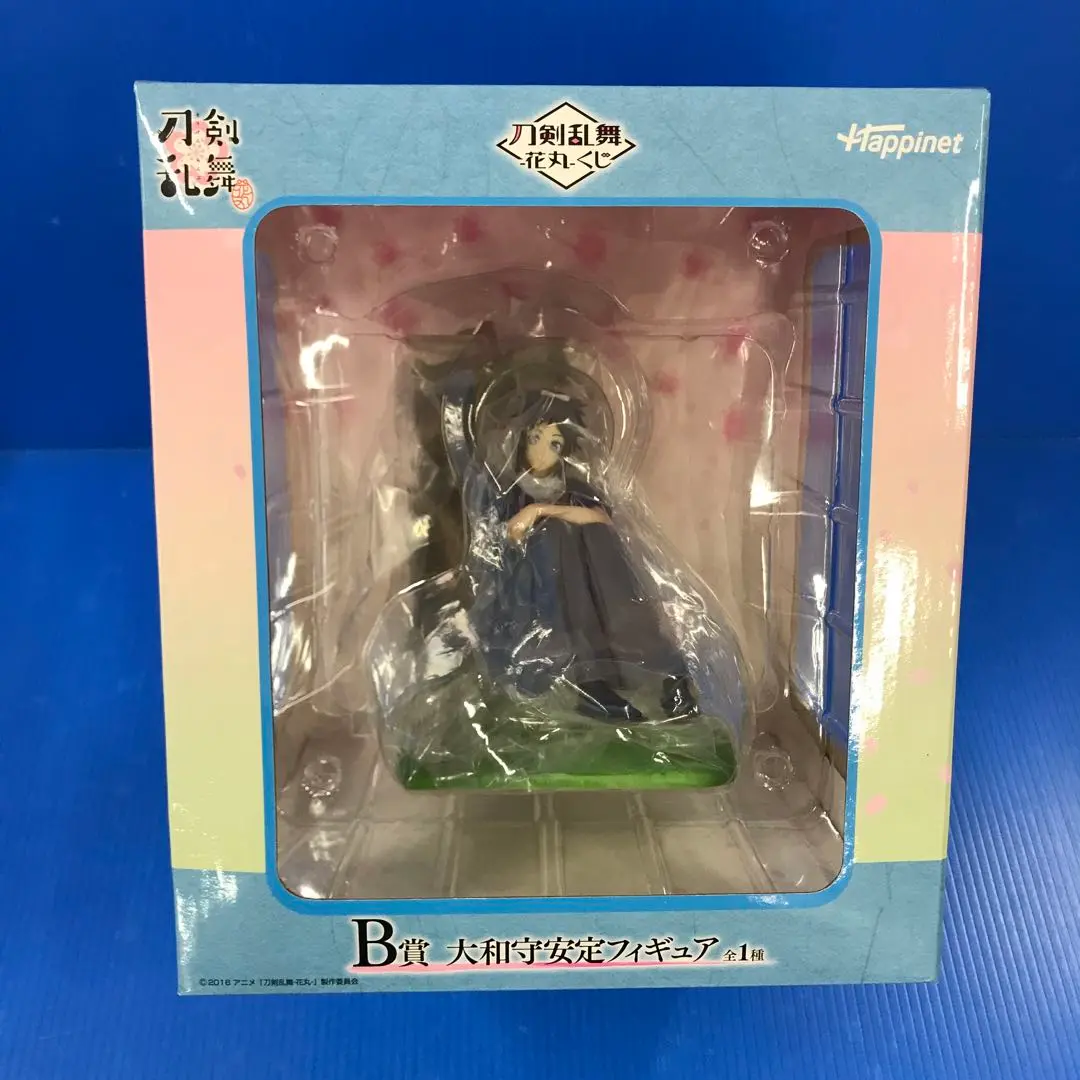 刀剣
乱舞
花丸
刀剣乱舞
-花丸-くじ
Happinet
B賞 大和守安定フィギュア 全1種
©2016 アニメ『刀剣乱舞-花丸-』製作委員会